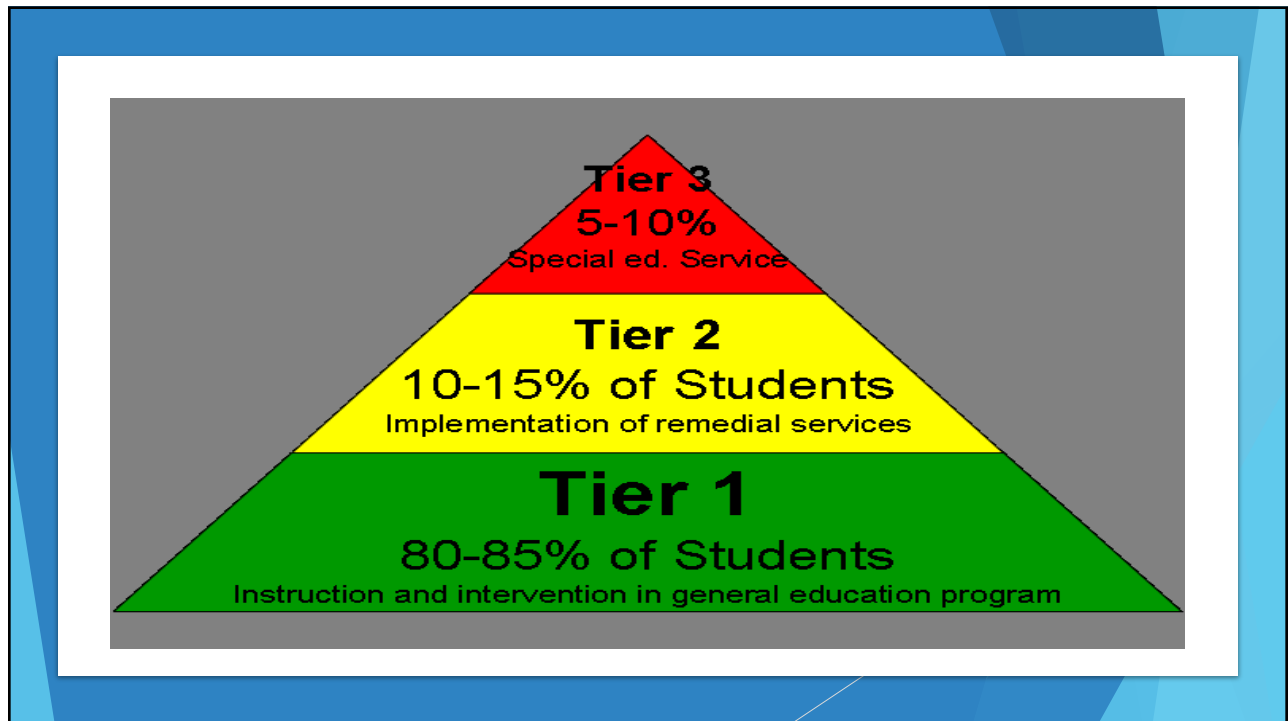 Tier 3
5-10%
Special ed. Service
Tier 2
10-15% of Students
Implementation of remedial services
Tier 1
80-85% of Students
Instruction and intervention in general education program